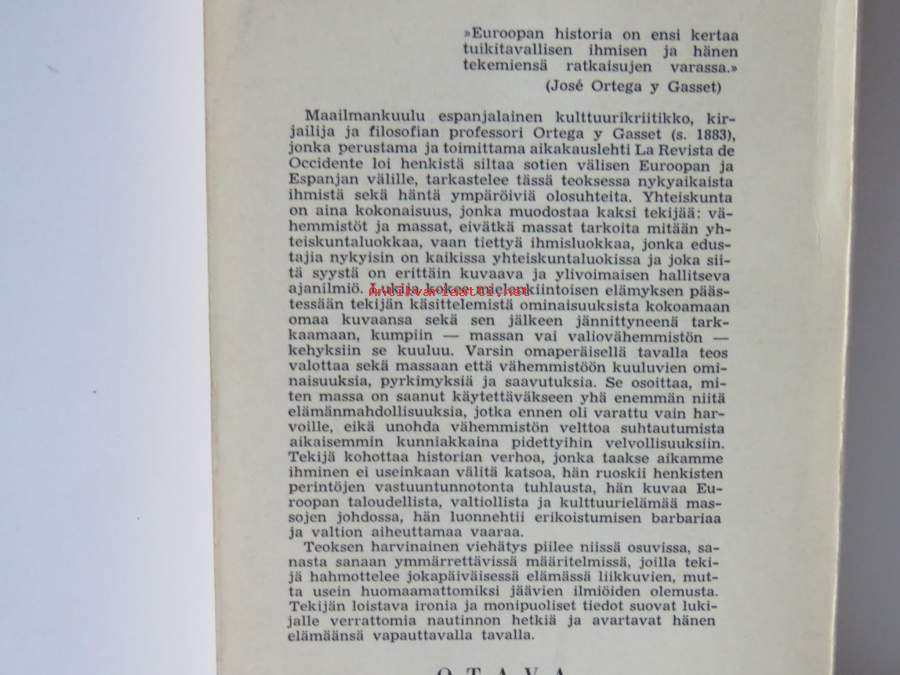 »Euroopan historia on ensi kertaa
tuikitavallisen ihmisen ja hänen
tekemiensä ratkaisujen varassa.»
(José Ortega y Gasset)
Maailmankuulu espanjalainen kulttuurikriitikko, kir-
jailija ja filosofian professori Ortega y Gasset (s. 1883),
jonka perustama ja toimittama aikakauslehti La Revista de
Occidente loi henkistä siltaa sotien välisen Euroopan ja
Espanjan välille, tarkastelee tässä teoksessa nykyaikaista
ihmistä sekä häntä ympäröiviä olosuhteita. Yhteiskunta
on aina kokonaisuus, jonka muodostaa kaksi tekijää: vä-
hemmistöt ja massat, eivätkä massat tarkoita mitään yh-
teiskuntaluokkaa, vaan tiettyä ihmisluokkaa, jonka edus-
tajia nykyisin on kaikissa yhteiskuntaluokissa ja joka sii-
tä syystä on erittäin kuvaava ja ylivoimaisen hallitseva
ajanilmiö. Lukija kokee mielenkiintoisen elämyksen pääs-
antikvariaatti.net
tessään tekijän käsittelemistä ominaisuuksista kokoamaan
omaa kuvaansa sekä sen jälkeen jännittyneenä tark-
kaamaan, kumpiin — massan vai valiovähemmistön —
kehyksiin se kuuluu. Varsin omaperäisellä tavalla teos
valottaa sekä massaan että vähemmistöön kuuluvien omi-
naisuuksia, pyrkimyksiä ja saavutuksia. Se osoittaa, mi-
ten massa on saanut käytettäväkseen yhä enemmän niitä
elämänmahdollisuuksia, jotka ennen oli varattu vain har-
voille, eikä unohda vähemmistön velttoa suhtautumista
aikaisemmin kunniakkaina pidettyihin velvollisuuksiin.
Tekijä kohottaa historian verhoa, jonka taakse aikamme
ihminen ei useinkaan välitä katsoa, hän ruoskii henkisten
perintöjen vastuuntunnotonta tuhlausta, hän kuvaa Eu-
roopan taloudellista, valtiollista ja kulttuurielämää mas-
sojen johdossa, hän luonnehtii erikoistumisen barbariaa
ja valtion aiheuttamaa vaaraa.
Teoksen harvinainen viehätys piilee niissä osuvissa, sa-
nasta sanaan ymmärrettävissä määritelmissä, joilla teki-
jä hahmottelee jokapäiväisessä elämässä liikkuvien, mut-
ta usein huomaamattomiksi jäävien ilmiöiden olemusta.
Tekijän loistava ironia ja monipuoliset tiedot suovat luki-
jalle verrattomia nautinnon hetkiä ja avartavat hänen
elämäänsä vapauttavalla tavalla.
OTAVA